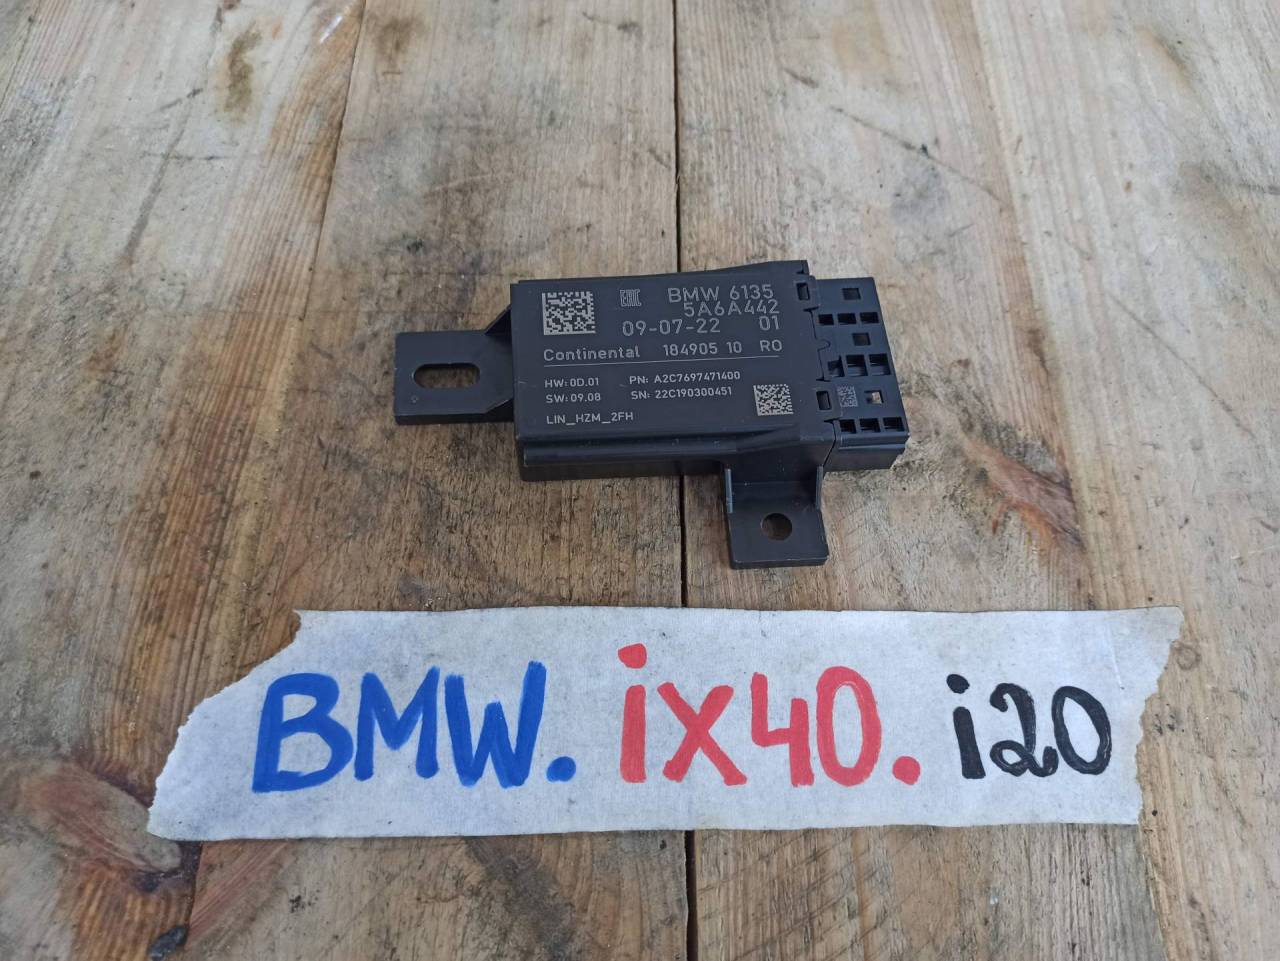 EAC
BMW 6135
5A6A442
09-07-22 01
Continental 184905 10 RO
HW: 0D.01 PN: A2C7697471400
SW: 09.08 SN: 22C190300451
LIN_HZM_2FH
BMW. ix40. i20